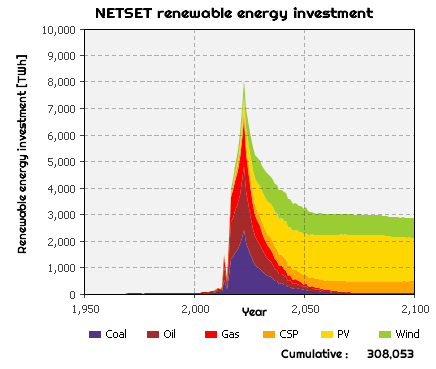 NETSET renewable energy investment
Renewable energy investment [TWh]
10,000
9,000
8,000
7,000
6,000
5,000
4,000
3,000
2,000
1,000
0
1,950 2,000 2,050 2,100
Year
Coal Oil Gas CSP PV Wind
Cumulative : 308,053